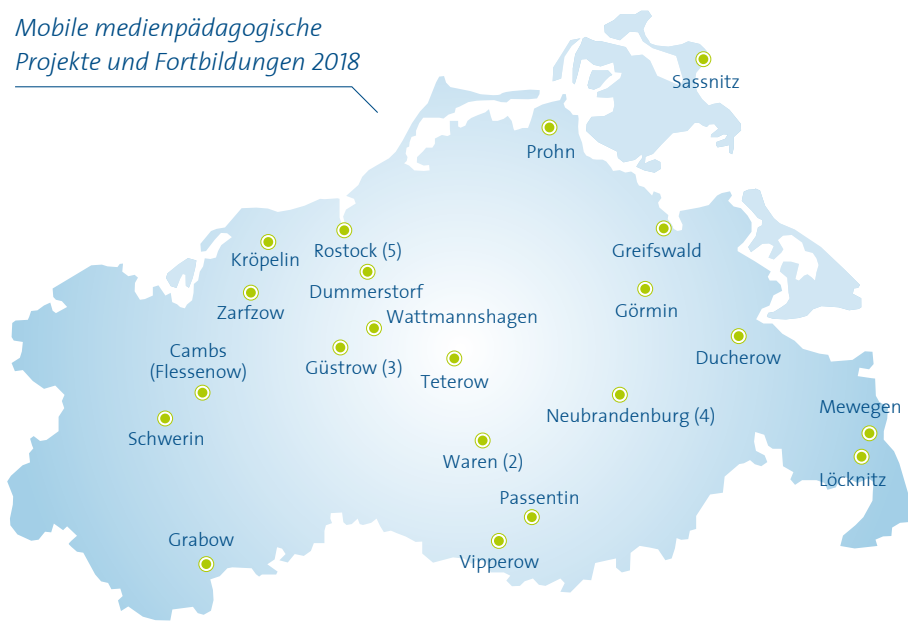 Mobile medienpädagogische
Projekte und Fortbildungen 2018
Sassnitz
Prohn
Greifswald
Rostock (5)
Kröpelin
Dummerstorf
Görmin
Zarfzow
Wattmannshagen
Cambs
(Flessenow)
Güstrow (3)
Teterow
Ducherow
Mewegen
Neubrandenburg (4)
Schwerin
Waren (2)
Löcknitz
Passentin
Grabow
Vipperow